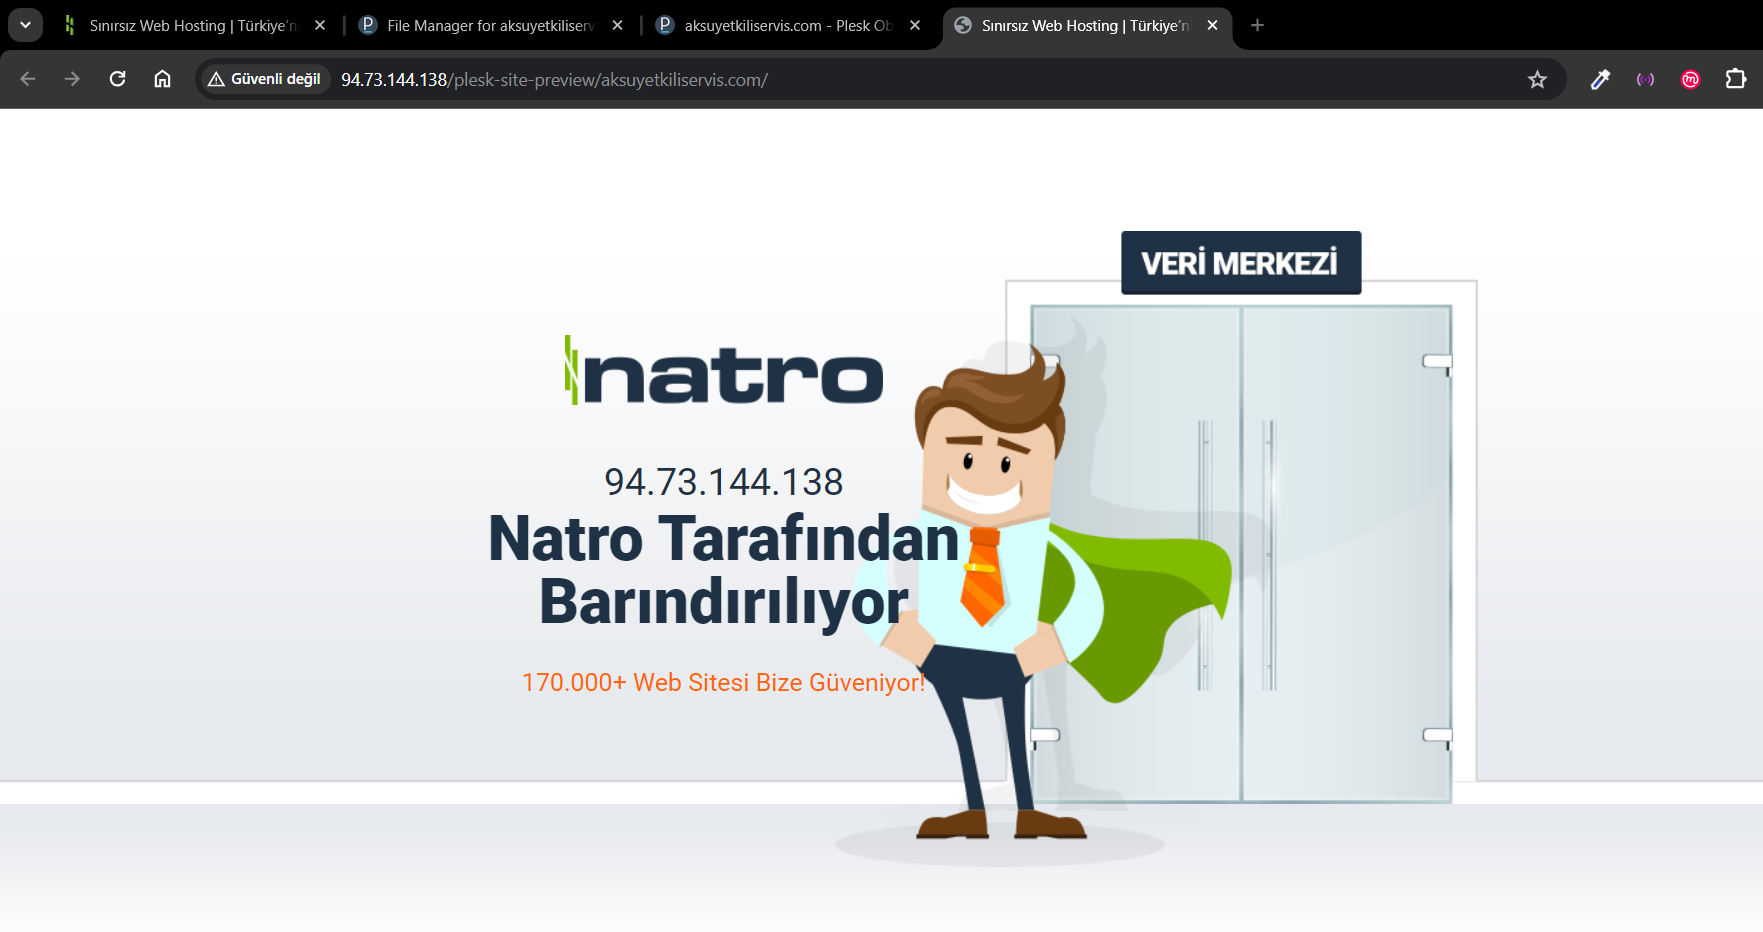 Sınırsız Web Hosting | Türkiye'n
File Manager for aksuyetkiliserv
aksuyetkiliservis.com - Plesk Ob
Sınırsız Web Hosting | Türkiye'n
Güvenli değil
94.73.144.138/plesk-site-preview/aksuyetkiliservis.com/
VERİ MERKEZİ
natro
94.73.144.138
Natro Tarafından
Barındırılıyor
170.000+ Web Sitesi Bize Güveniyor!